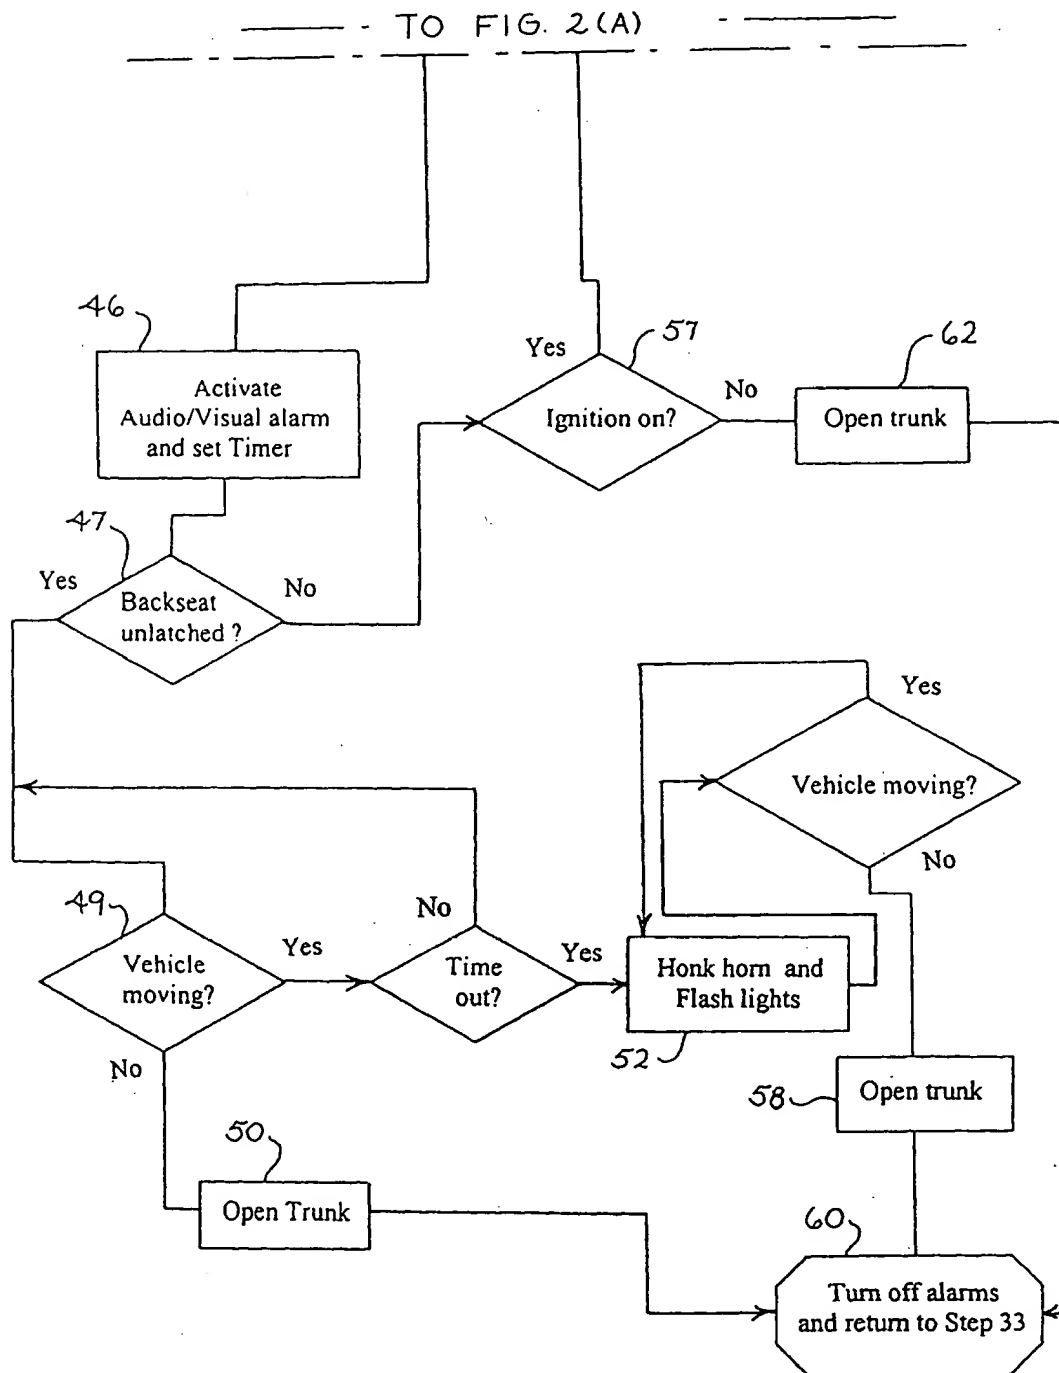 TO FIG. 2(A)
46
Activate
Audio/Visual alarm
and set Timer
Yes
57
Ignition on?
No
62
Open trunk
47
Yes
Backseat
unlatched ?
No
Yes
Vehicle moving?
No
49
Vehicle
moving?
Yes
No
No
Time
out?
Yes
Honk horn and
Flash lights
52
58
Open trunk
50
Open Trunk
60
Turn off alarms
and return to Step 33